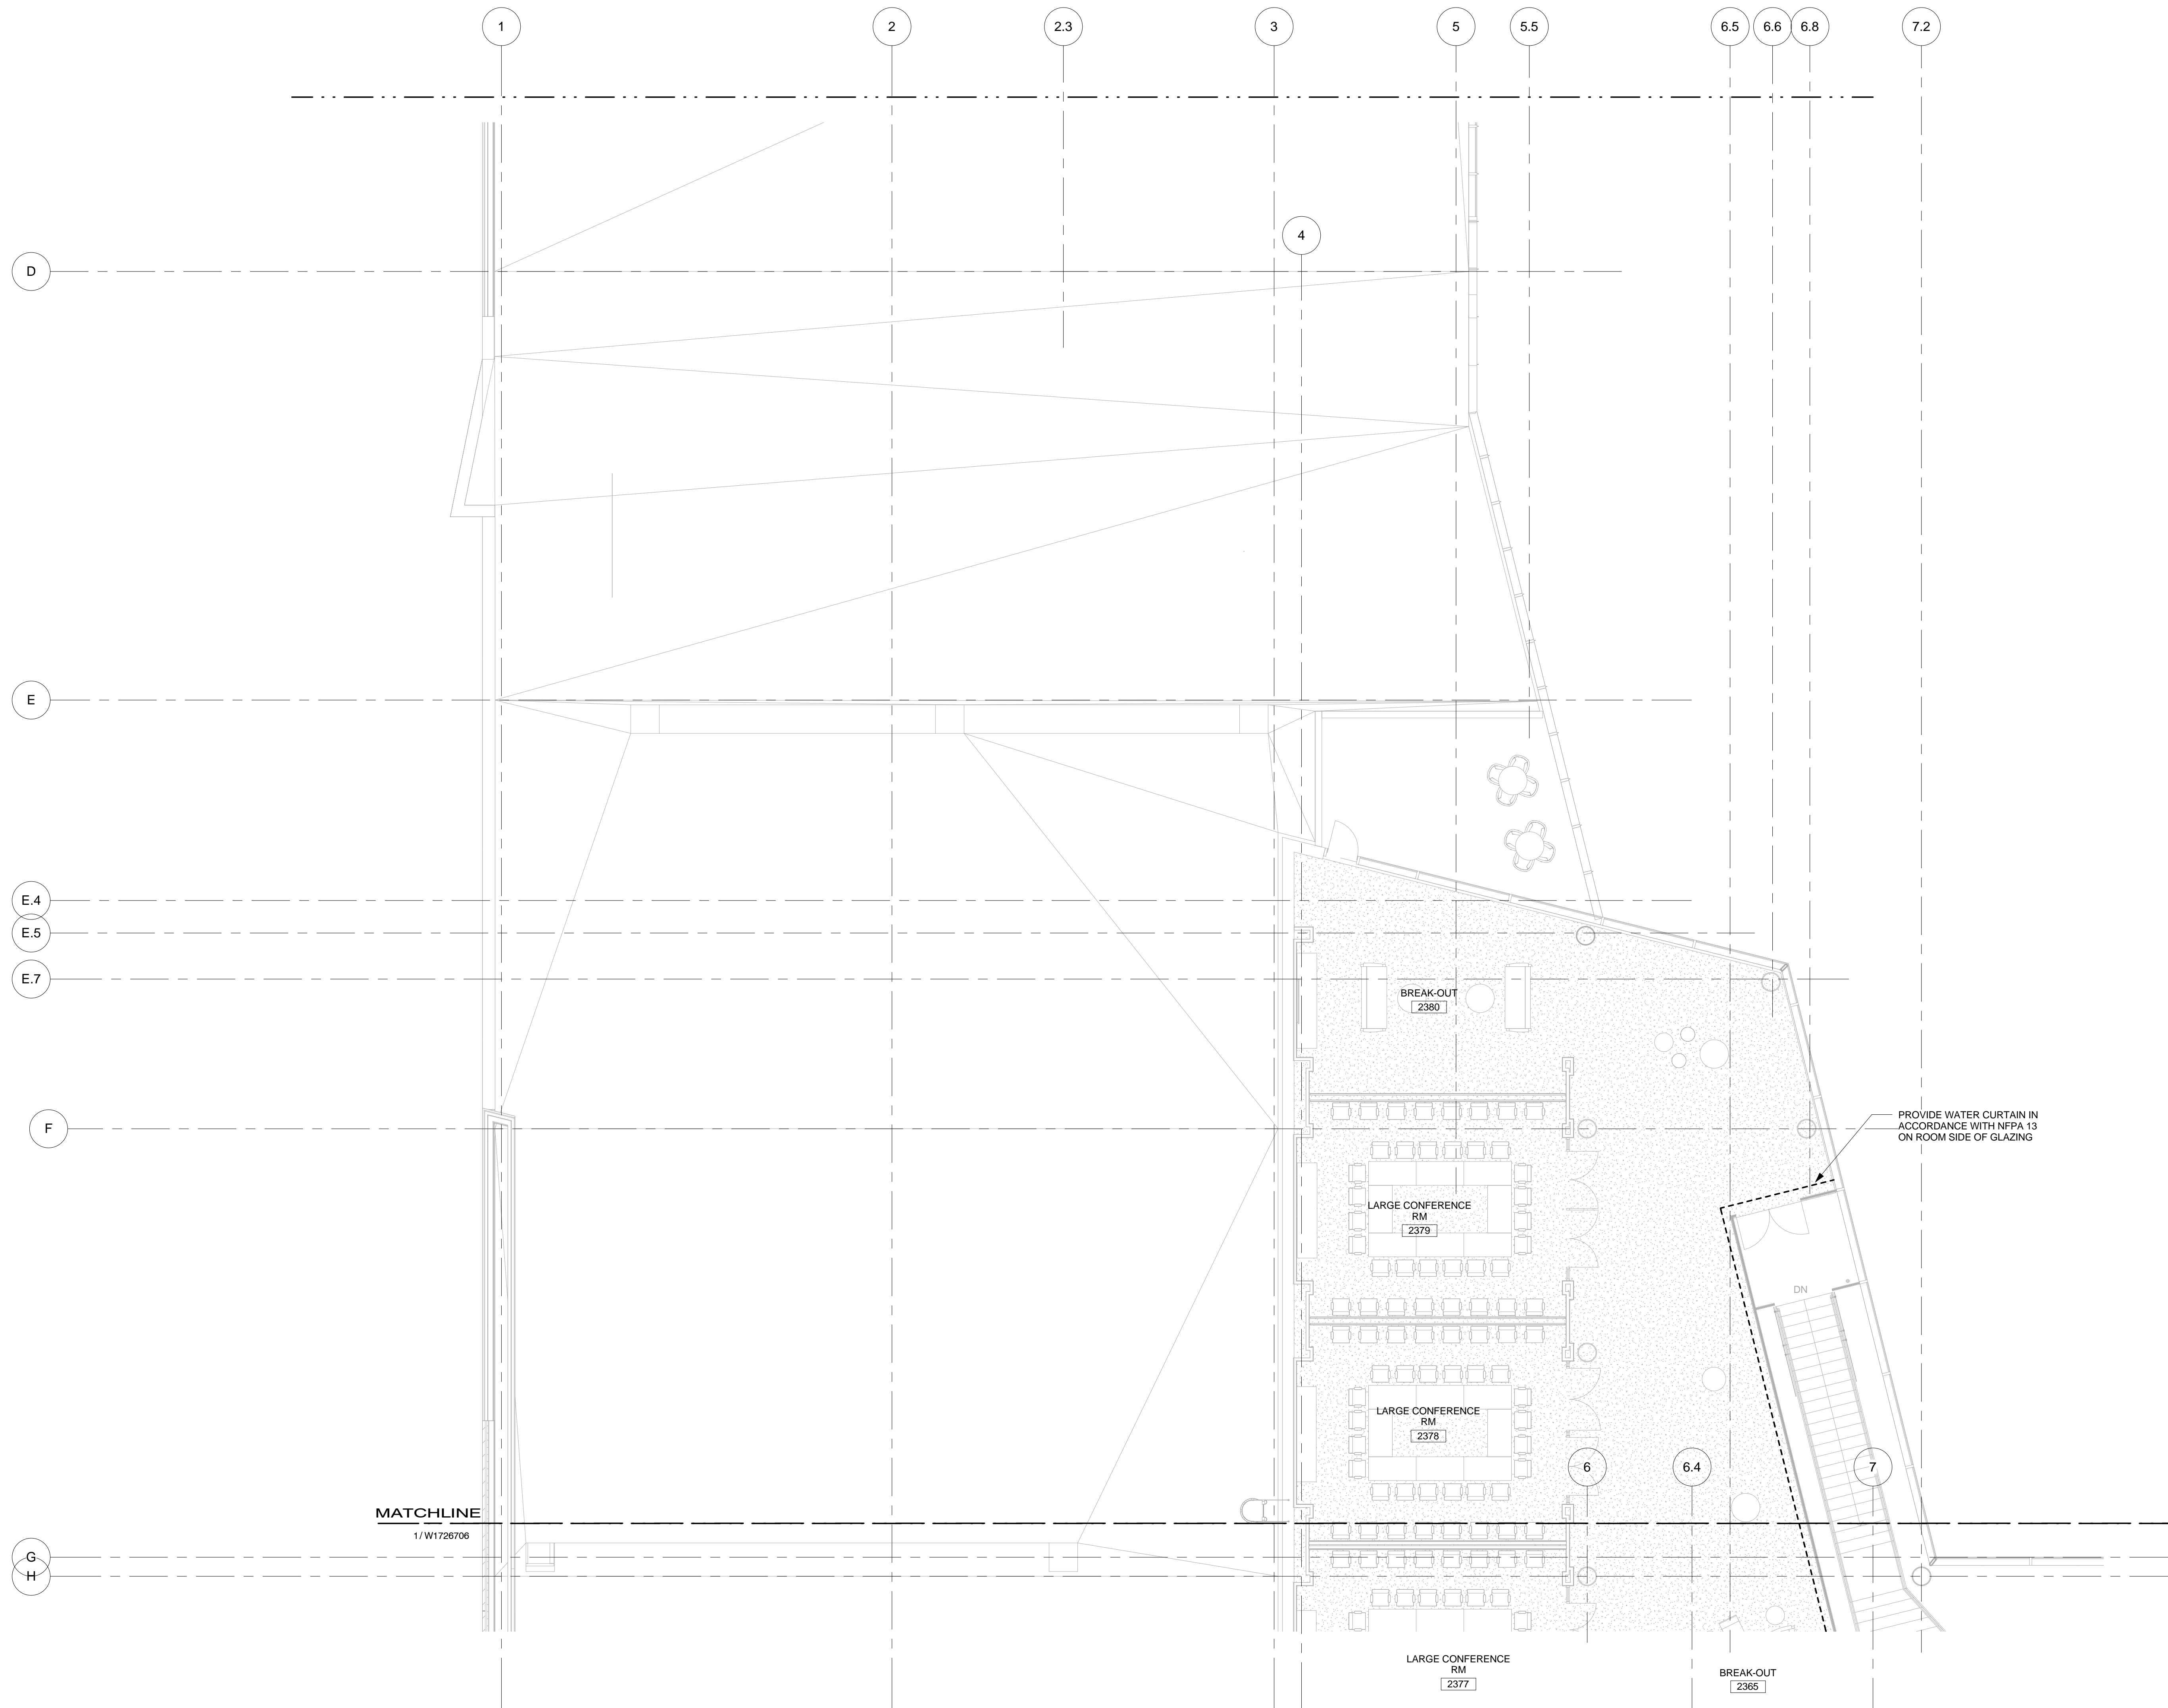 1
2
2.3
3
5
5.5
6.5
6.6
6.8
7.2
4
D
E
E.4
E.5
E.7
BREAK-OUT
2380
F
PROVIDE WATER CURTAIN IN
ACCORDANCE WITH NFPA 13
ON ROOM SIDE OF GLAZING
LARGE CONFERENCE
RM
2379
DN
LARGE CONFERENCE
RM
2378
6
6.4
7
MATCHLINE
1 / W1726706
G
H
LARGE CONFERENCE
RM
2377
BREAK-OUT
2365